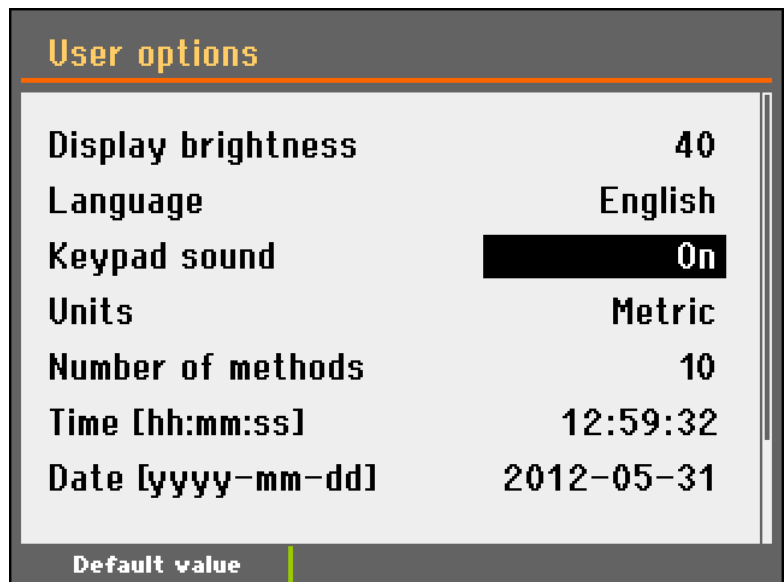 User options
Display brightness 40
Language English
Keypad sound On
Units Metric
Number of methods 10
Time [hh:mm:ss] 12:59:32
Date [yyyy-mm-dd] 2012-05-31
Default value